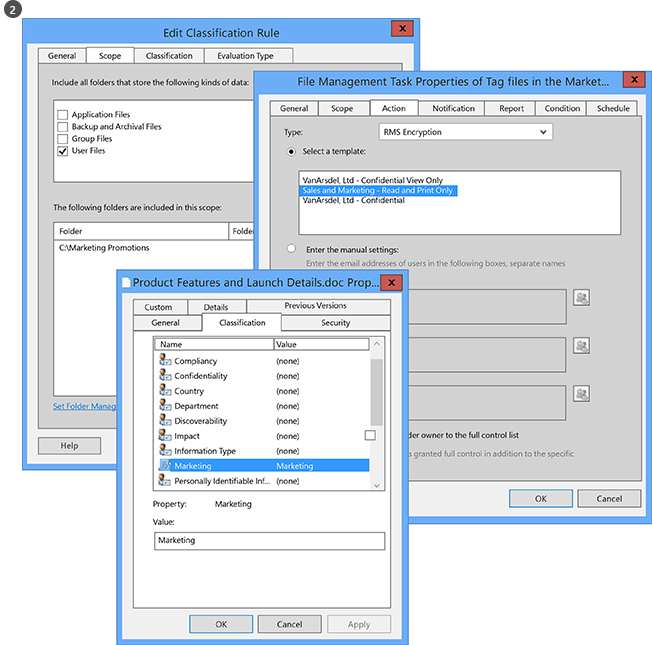 2
Edit Classification Rule
General Scope Classification Evaluation Type
Include all folders that store the following kinds of data:
Application Files
Backup and Archival Files
Group Files
User Files
The following folders are included in this scope:
Folder Folder
C:\Marketing Promotions
Set Folder Manag
Help
File Management Task Properties of Tag files in the Market...
General Scope Action Notification Report Condition Schedule
Type: RMS Encryption
Select a template:
VanArsdel, Ltd - Confidential View Only
Sales and Marketing - Read and Print Only
VanArsdel, Ltd - Confidential
Enter the manual settings:
Enter the email addresses of users in the following boxes, separate names
der owner to the full control list
s granted full control in addition to the specific
OK Cancel
Product Features and Launch Details.doc Prop...
Custom Details Previous Versions
General Classification Security
Name Value
Compliancy (none)
Confidentiality (none)
Country (none)
Department (none)
Discoverability (none)
Impact (none)
Information Type (none)
Marketing Marketing
Personally Identifiable Inf... (none)
Property: Marketing
Value:
Marketing
OK Cancel Apply